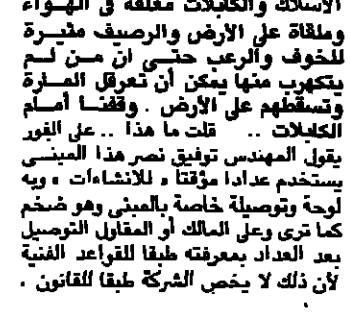 الاسلاك والكابلات معلقة فى الهواء
وملقاة على الأرض والرصيف مثيرة
للخوف والرعب حتى ان من لم
يتكهرب منها يمكن أن تعرقل المارة
وتسقطهم على الأرض . وقفنا أمام
الكابلات .. قلت ما هذا .. على الفور
يقول المهندس توفيق نصر هذا المبنى
يستخدم عدادا مؤقتا « للانشاءات » وبه
لوحة وتوصيلة خاصة بالمبنى وهو ضخم
كما ترى وعلى المالك أو المقاول التوصيل
بعد العداد بمعرفته طبقا للقواعد الفنية
لأن ذلك لا يخص الشركة طبقا للقانون .